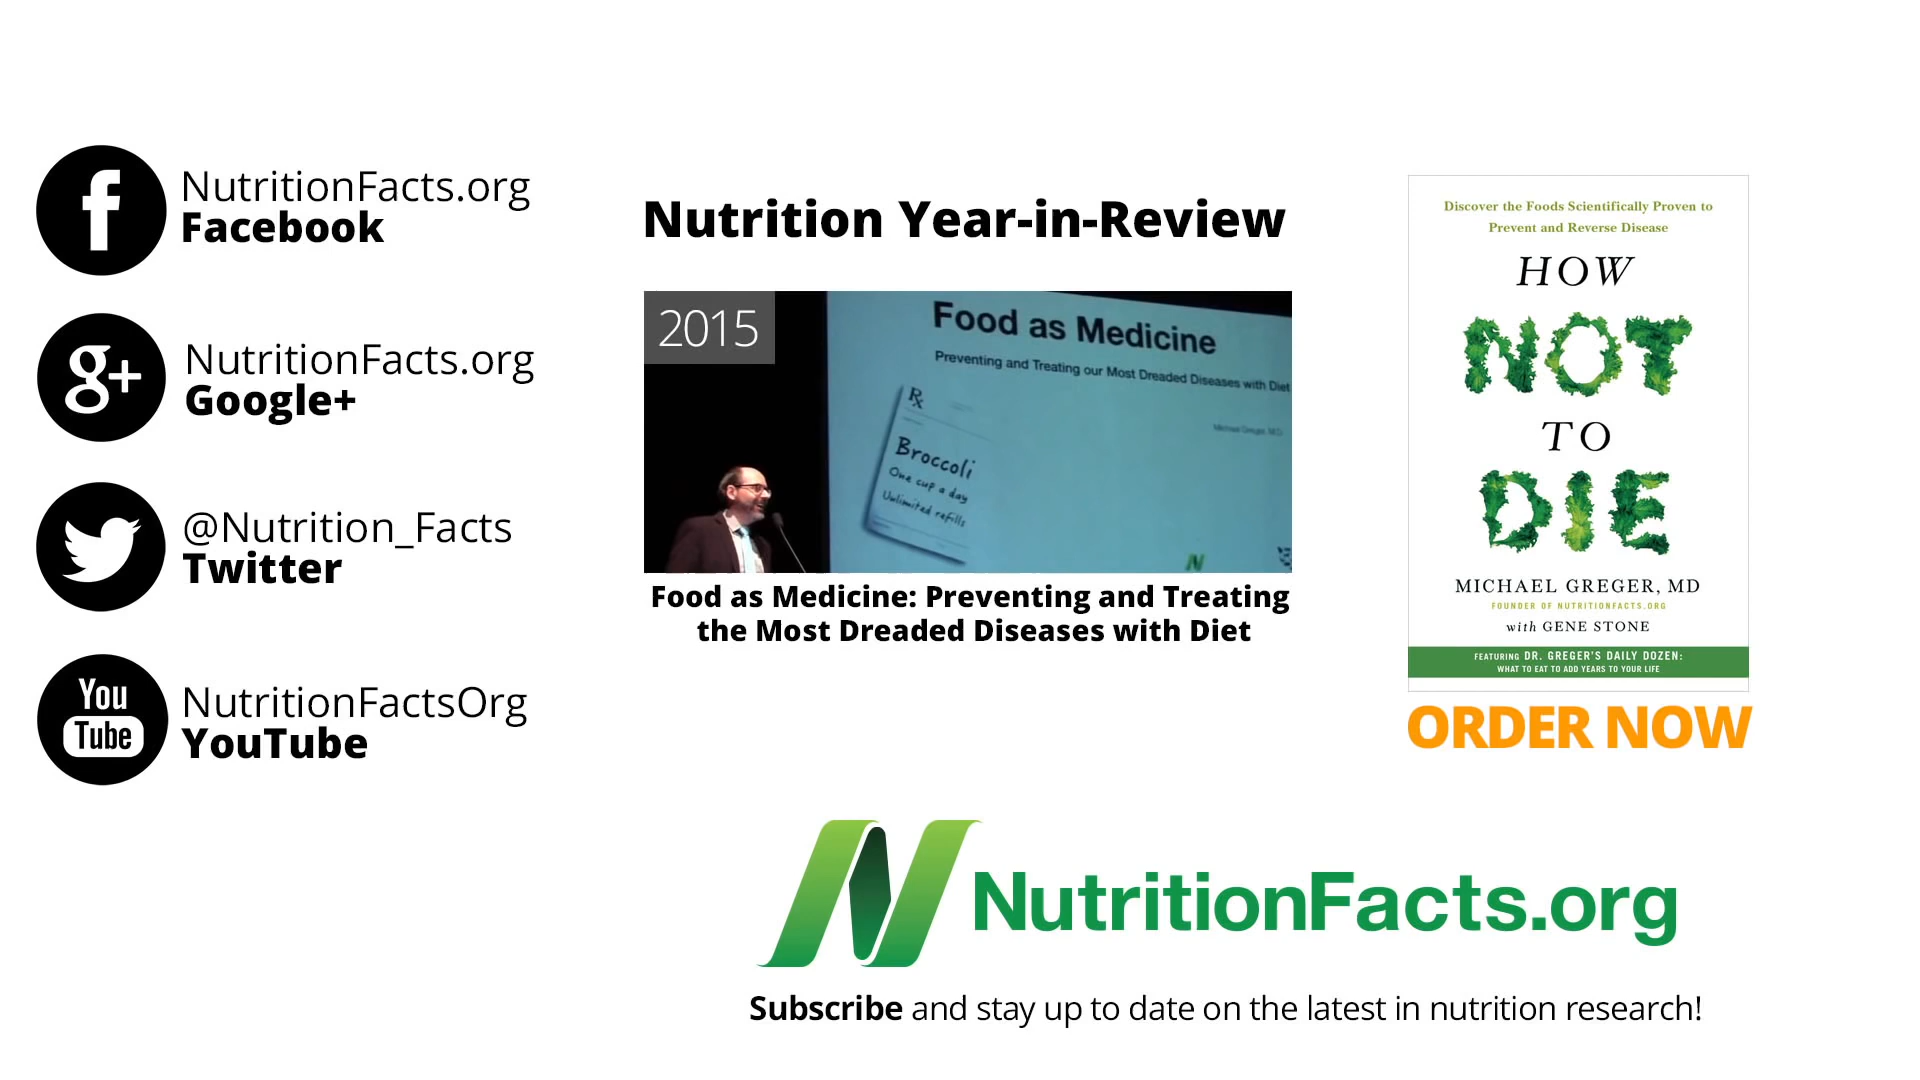 f
NutritionFacts.org
Facebook
g+
NutritionFacts.org
Google+
@Nutrition_Facts
Twitter
You
Tube
NutritionFactsOrg
YouTube
Nutrition Year-in-Review
2015
Food as Medicine
Preventing and Treating our Most Dreaded Diseases with Diet
Rx
Michael Greger, M.D.
Broccoli
One cup a day
Unlimited refills
Food as Medicine: Preventing and Treating
the Most Dreaded Diseases with Diet
Discover the Foods Scientifically Proven to
Prevent and Reverse Disease
HOW
NOT
TO
DIE
MICHAEL GREGER, MD
FOUNDER OF NUTRITIONFACTS.ORG
with GENE STONE
FEATURING DR. GREGER'S DAILY DOZEN:
WHAT TO EAT TO ADD YEARS TO YOUR LIFE
ORDER NOW
NutritionFacts.org
Subscribe and stay up to date on the latest in nutrition research!